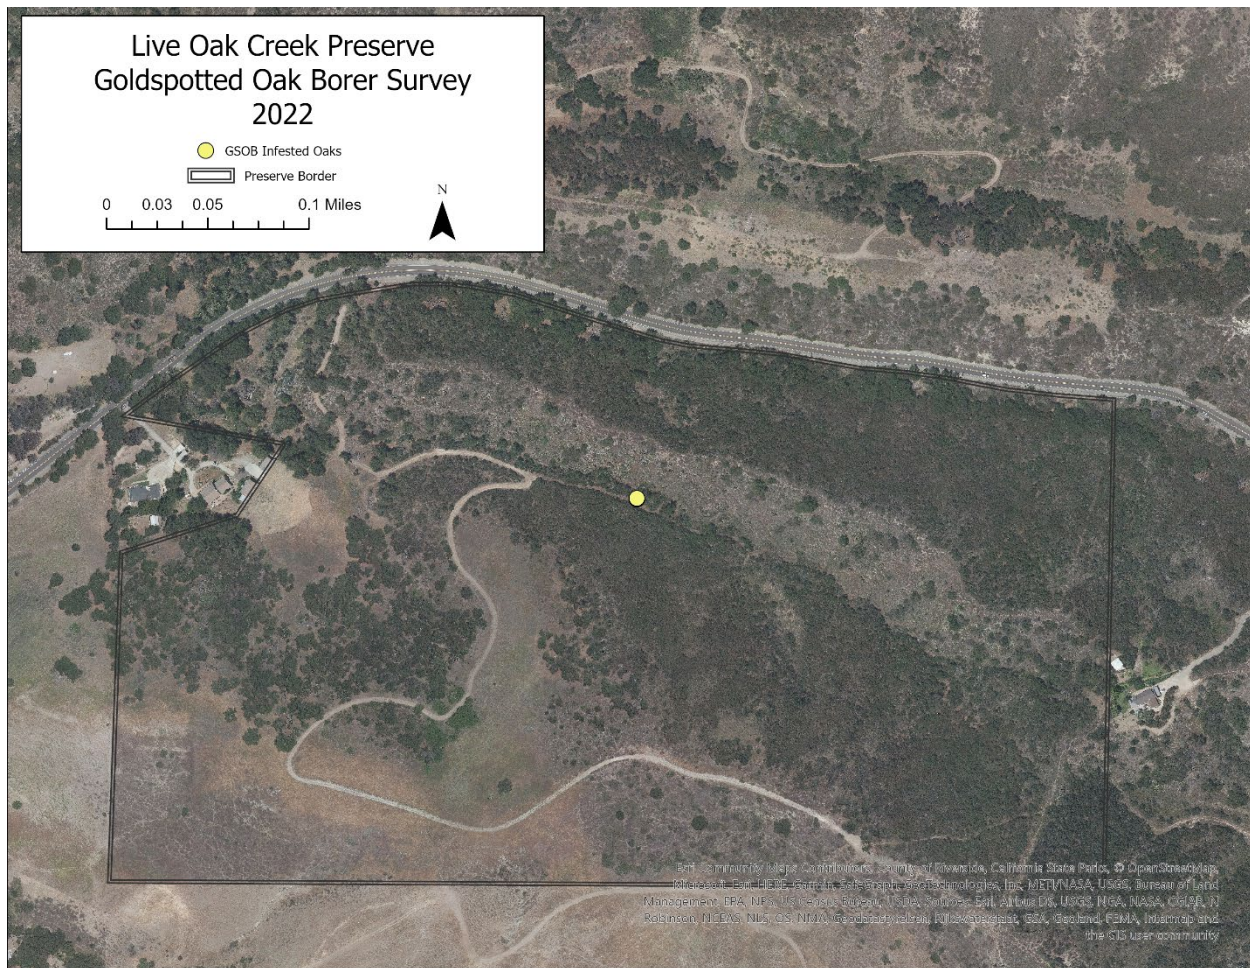 Live Oak Creek Preserve
Goldspotted Oak Borer Survey
2022
GSOB Infested Oaks
Preserve Border
0 0.03 0.05 0.1 Miles
N
Esri Community Maps Contributors, County of Riverside, California State Parks, © OpenStreetMap,
Microsoft, Esri, HERE, Garmin, SafeGraph, GeoTechnologies, Inc, METI/NASA, USGS, Bureau of Land
Management, EPA, NPS, US Census Bureau, USDA, Sources: Esri, Airbus DS, USGS, NGA, NASA, CGIAR, N
Robinson, NCEAS, NLS, OS, NMA, Geodatastyrelsen, Rijkswaterstaat, GSA, Geoland, FEMA, Intermap and
the GIS user community